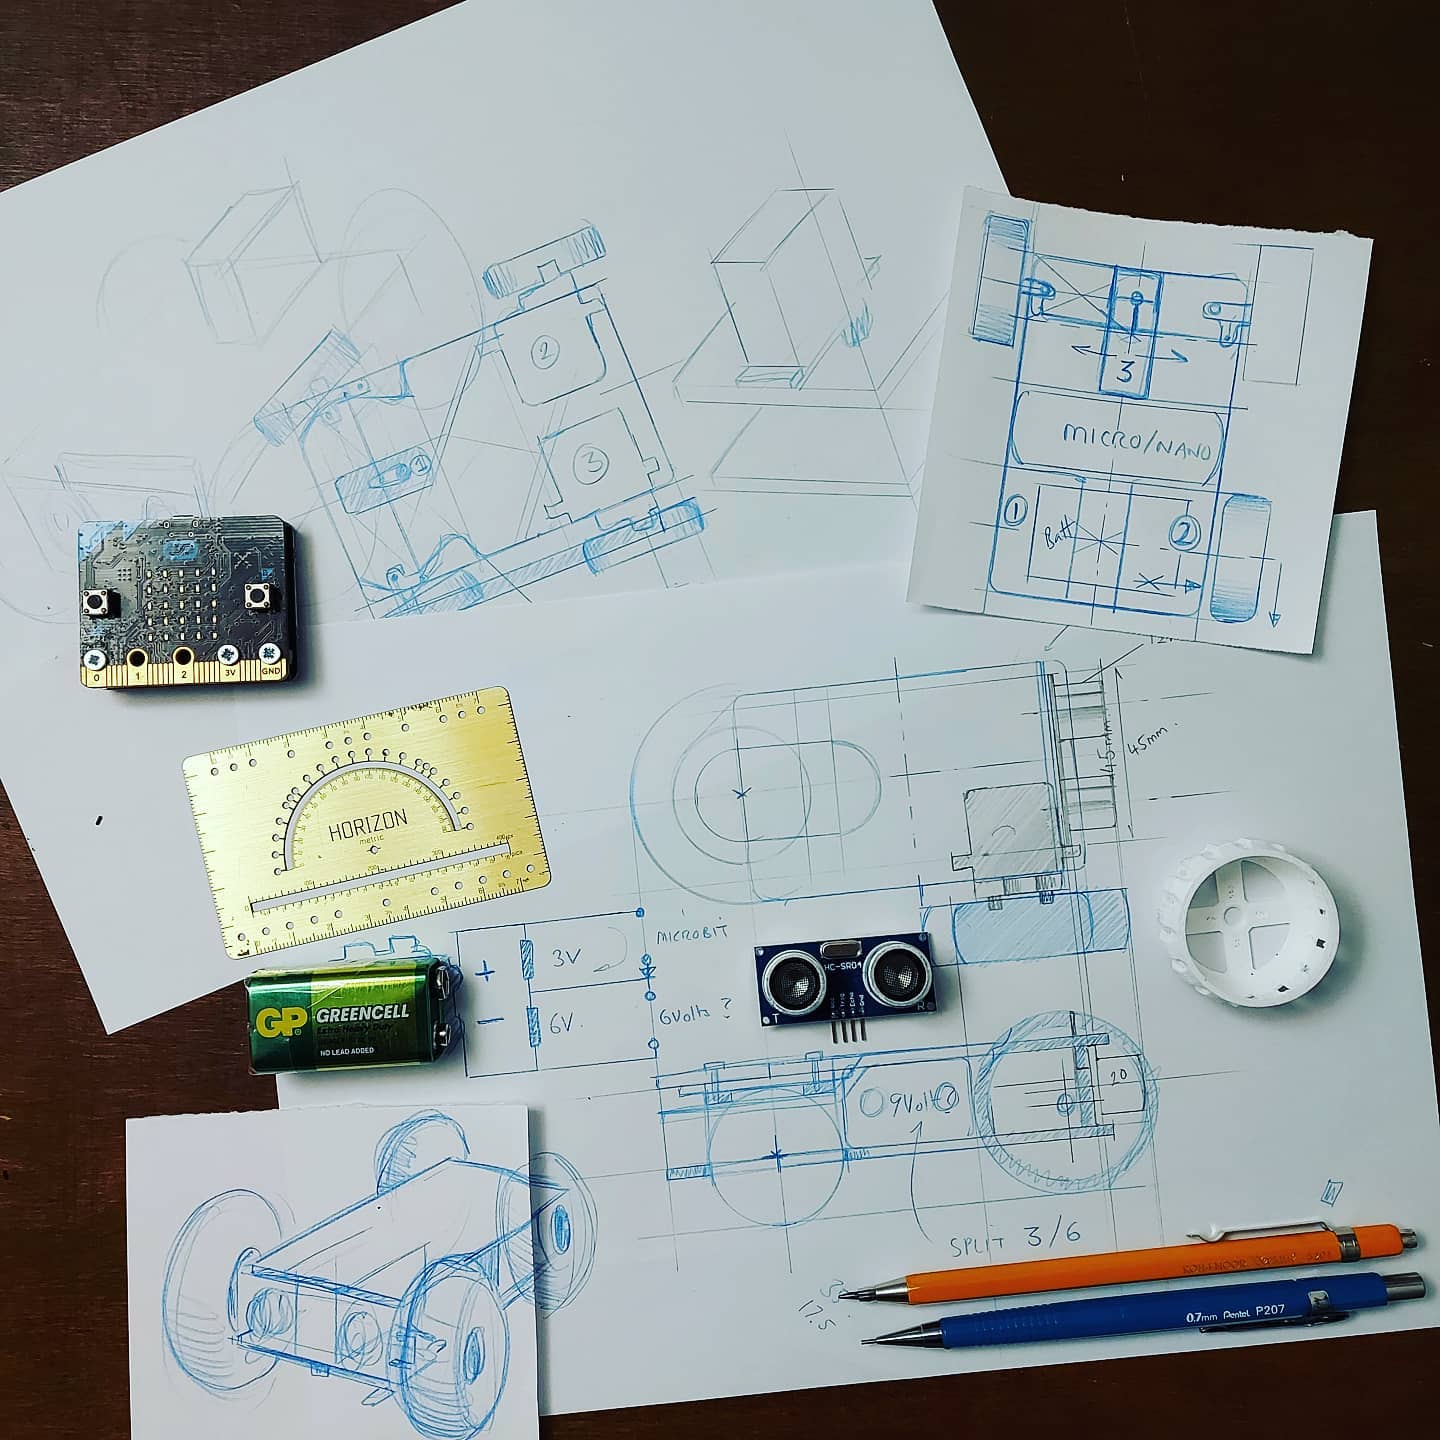 2
3
1
3
MICRO/NANO
1
Batt
2
0
1
2
3V
GND
45mm
45mm
HORIZON
metric
+
3V
MICROBIT
-
6V.
6Volts ?
HC-SR04
T
GP GREENCELL
Extra Heavy Duty
NO LEAD ADDED
9Volt
20
SPLIT 3/6
17.5
KOH-I-NOOR
0.7mm Pentel P207